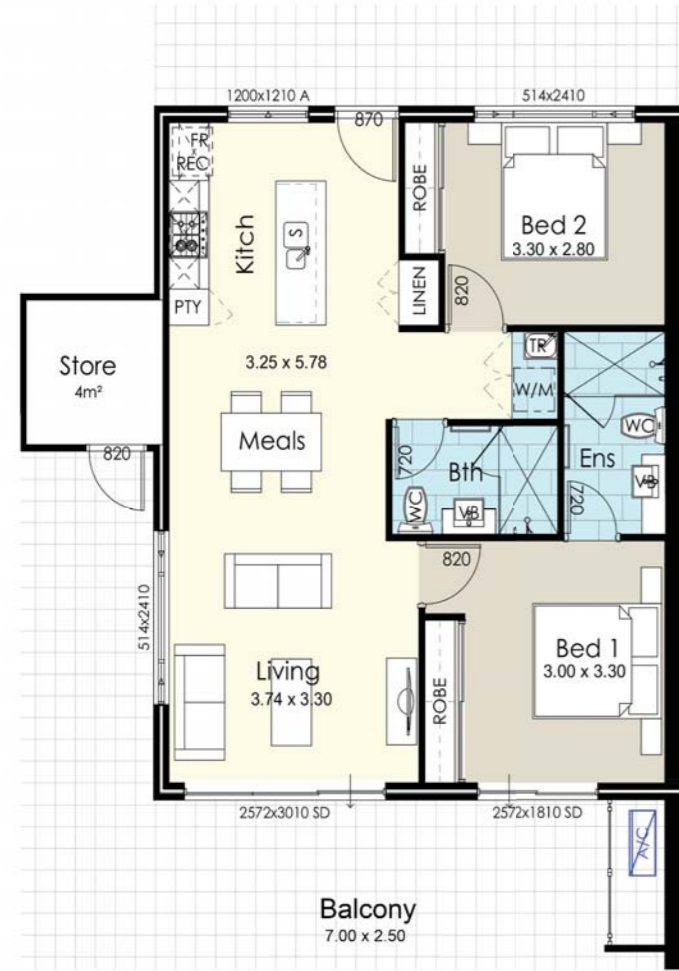 1200x1210 A
514x2410
870
FR
REC
Kitch
S
PTY
ROBE
Bed 2
3.30 x 2.80
LINEN
820
Store
4m²
820
3.25 x 5.78
TR
W/M
Meals
720
Bth
WC
VB
Ens
WC
VB
720
514x2410
820
Living
3.74 x 3.30
ROBE
Bed 1
3.00 x 3.30
2572x3010 SD
2572x1810 SD
A/C
Balcony
7.00 x 2.50